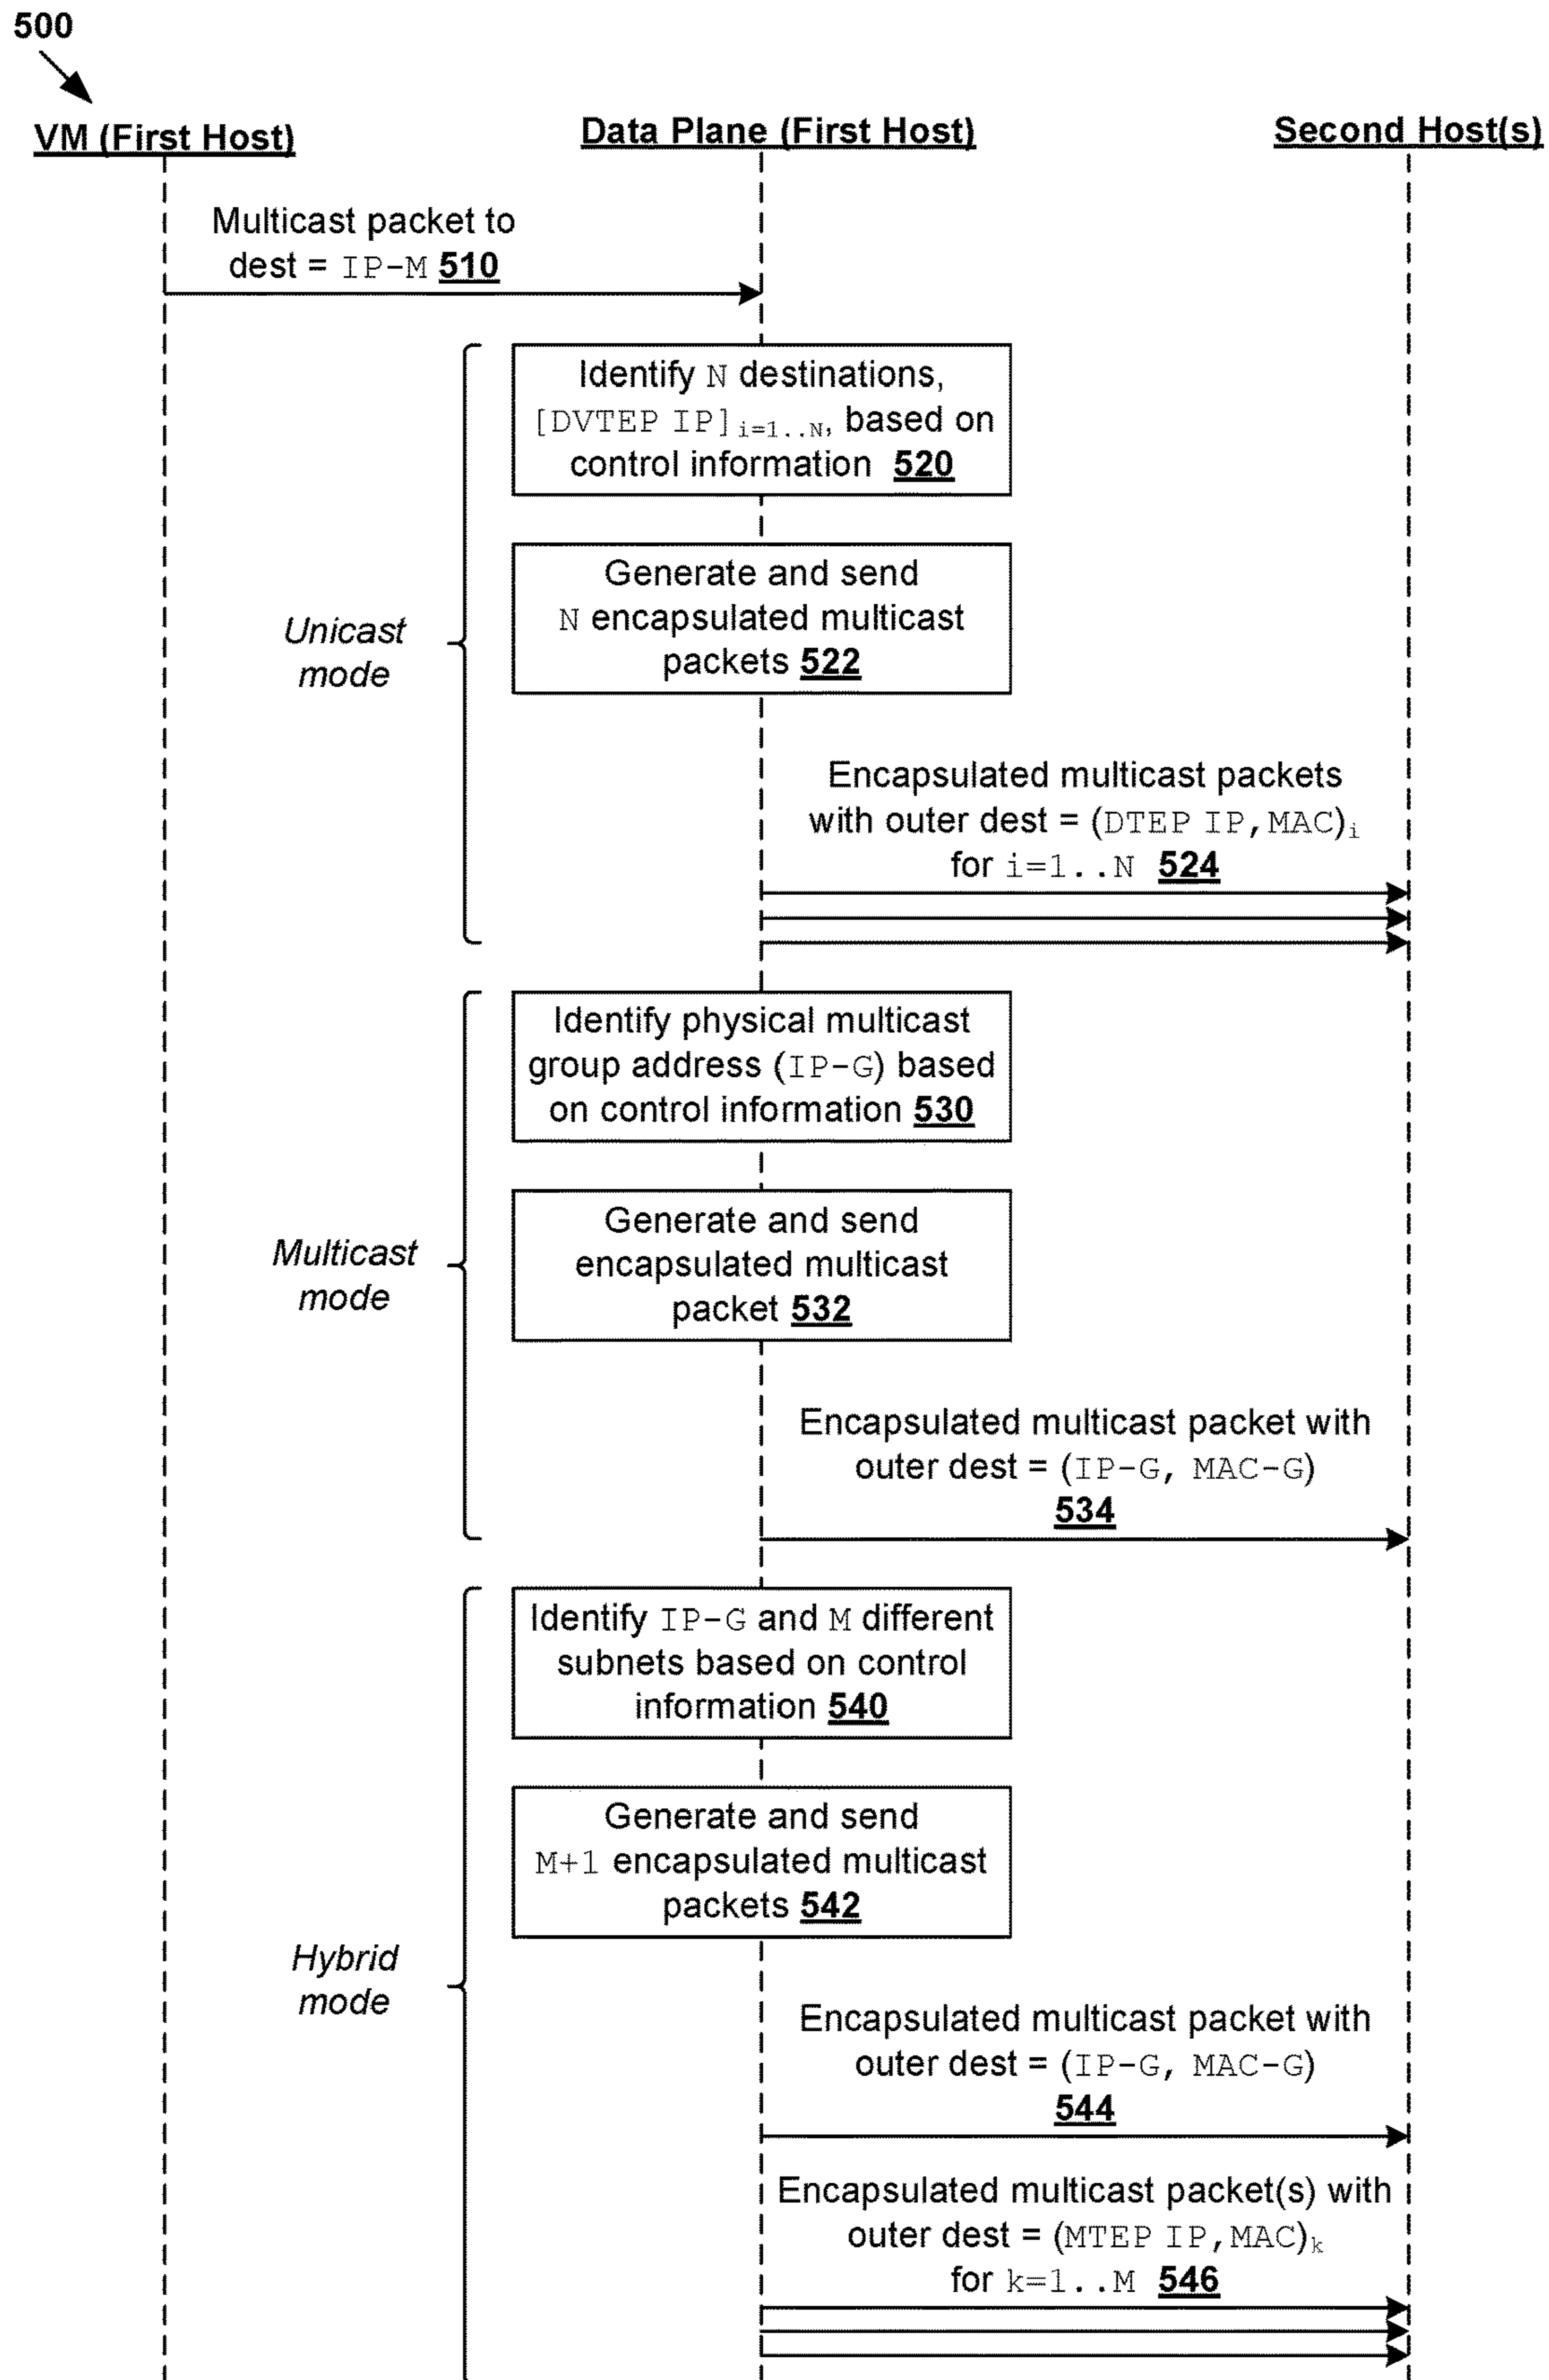 500
VM (First Host)
Data Plane (First Host)
Second Host(s)
Multicast packet to
dest = IP-M 510
Identify N destinations,
[DVTEP IP]i=1..N, based on
control information 520
Generate and send
N encapsulated multicast
packets 522
Unicast
mode
Encapsulated multicast packets
with outer dest = (DTEP IP,MAC)i
for i=1..N 524
Identify physical multicast
group address (IP-G) based
on control information 530
Generate and send
encapsulated multicast
packet 532
Multicast
mode
Encapsulated multicast packet with
outer dest = (IP-G, MAC-G)
534
Identify IP-G and M different
subnets based on control
information 540
Generate and send
M+1 encapsulated multicast
packets 542
Hybrid
mode
Encapsulated multicast packet with
outer dest = (IP-G, MAC-G)
544
Encapsulated multicast packet(s) with
outer dest = (MTEP IP,MAC)k
for k=1..M 546